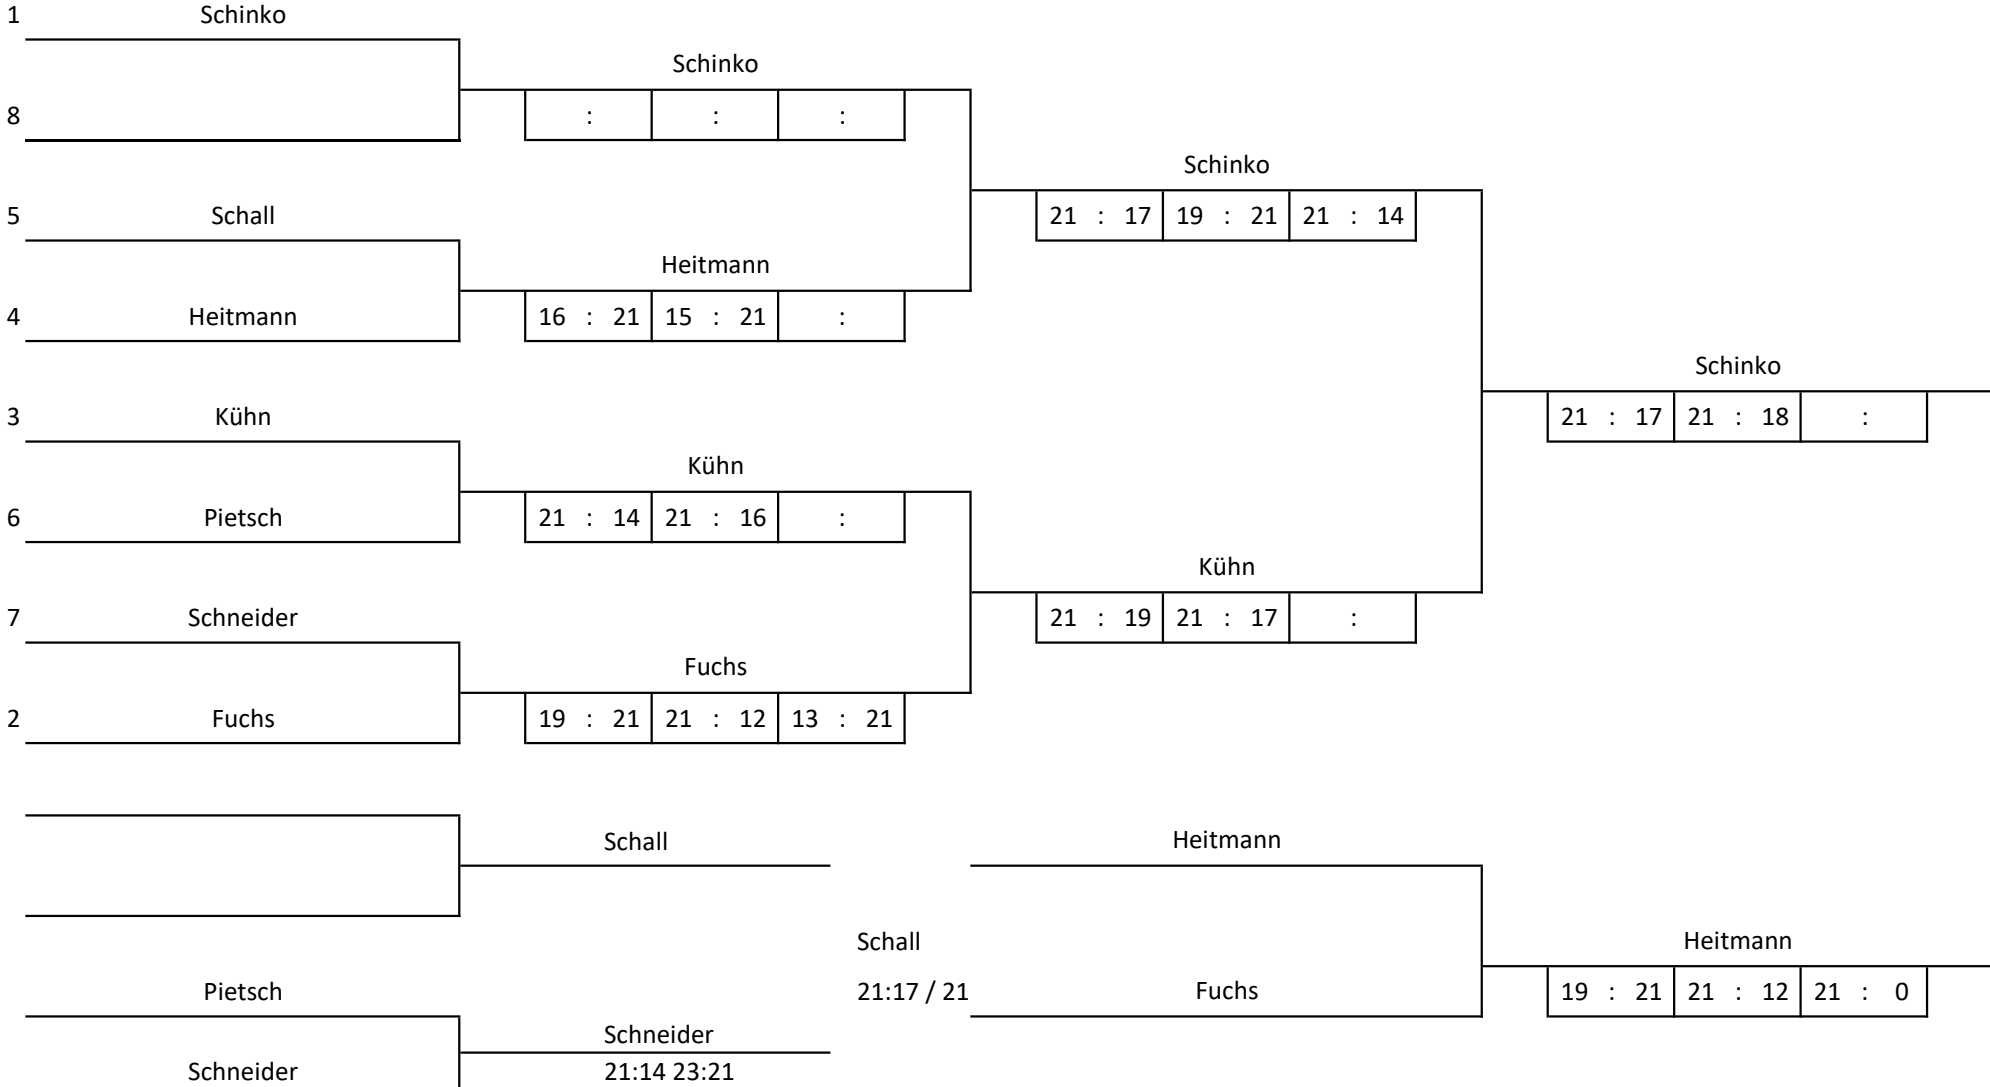 1 Schinko
Schinko
8 : : :
Schinko
5 Schall 21 : 17 19 : 21 21 : 14
Heitmann
4 Heitmann 16 : 21 15 : 21 :
Schinko
3 Kühn 21 : 17 21 : 18 :
Kühn
6 Pietsch 21 : 14 21 : 16 :
Kühn
7 Schneider 21 : 19 21 : 17 :
Fuchs
2 Fuchs 19 : 21 21 : 12 13 : 21
Schall Heitmann
Schall Heitmann
Pietsch 21:17 / 21 Fuchs 19 : 21 21 : 12 21 : 0
Schneider
Schneider 21:14 23:21